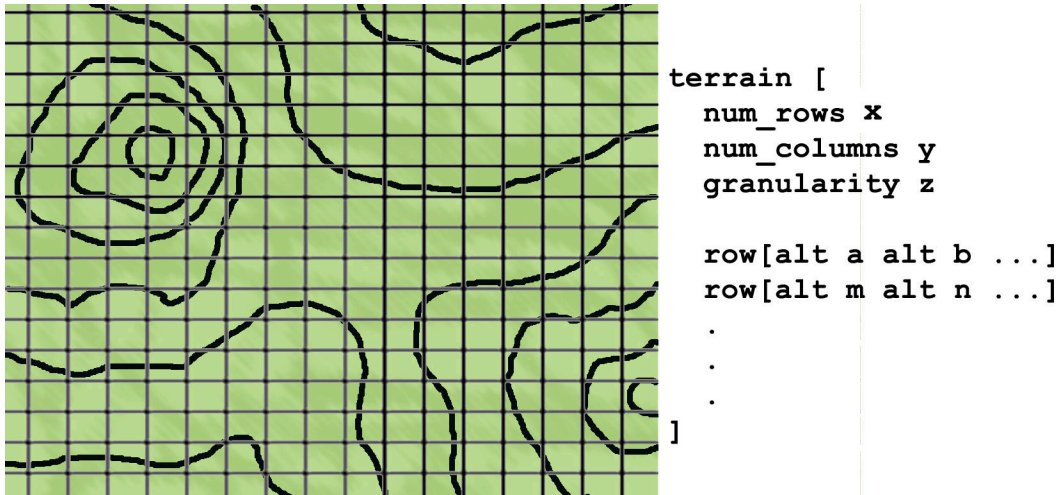 terrain [
num_rows x
num_columns y
granularity z
row[alt a alt b ...]
row[alt m alt n ...]
.
.
.
]